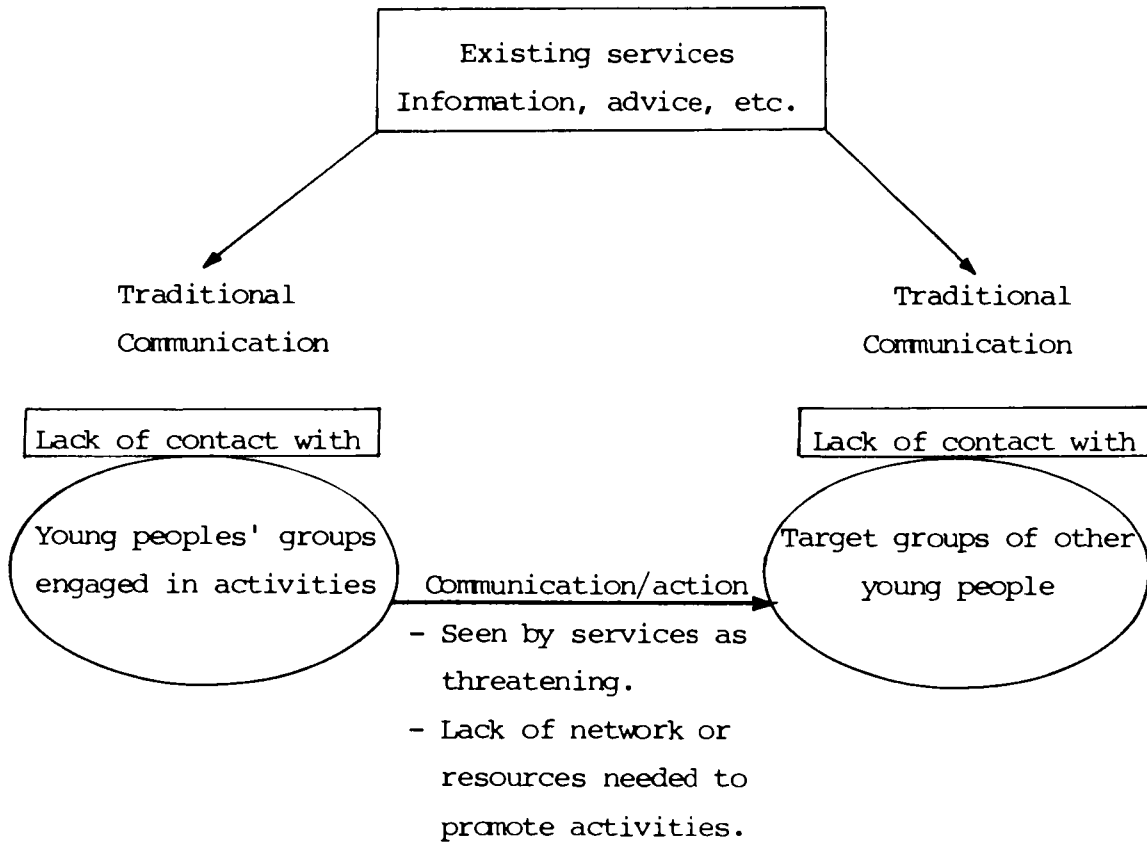 Existing services
Information, advice, etc.
Traditional
Communication
Traditional
Communication
Lack of contact with
Lack of contact with
Young peoples' groups
engaged in activities
Target groups of other
young people
Communication/action
- Seen by services as
threatening.
- Lack of network or
resources needed to
promote activities.